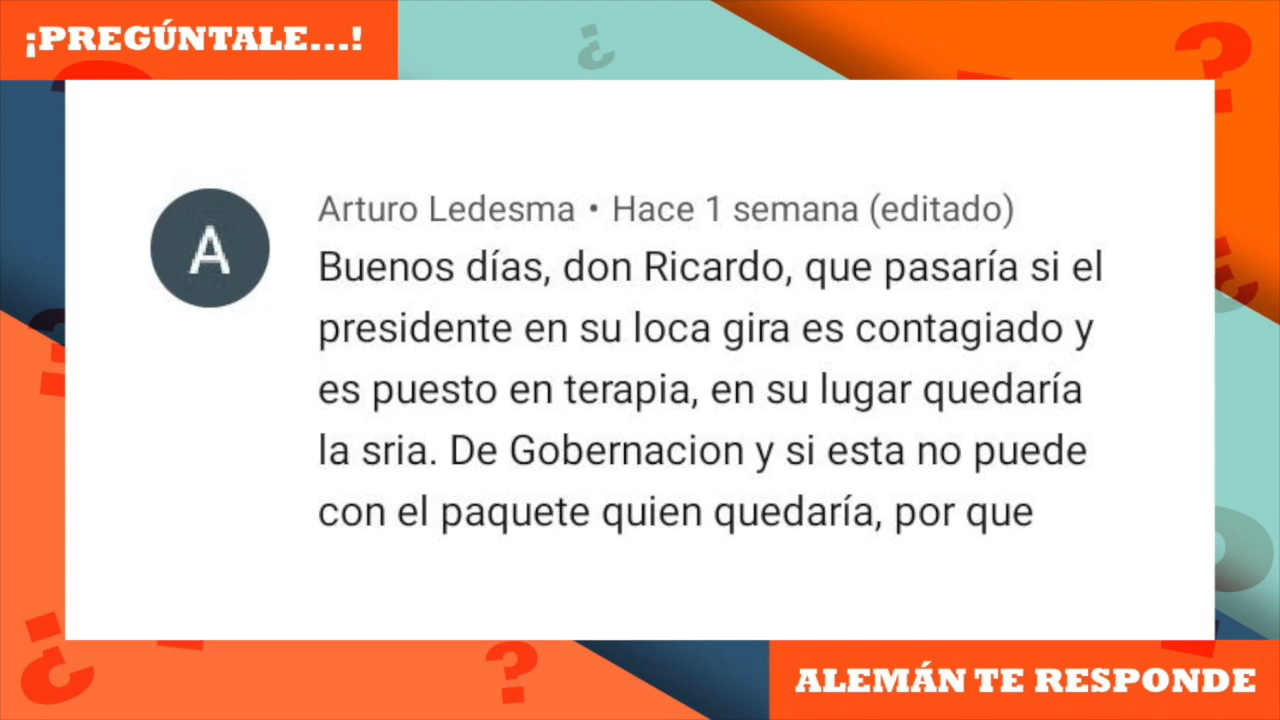 ¡PREGÚNTALE...!
A
Arturo Ledesma • Hace 1 semana (editado)
Buenos días, don Ricardo, que pasaría si el
presidente en su loca gira es contagiado y
es puesto en terapia, en su lugar quedaría
la sria. De Gobernacion y si esta no puede
con el paquete quien quedaría, por que
ALEMÁN TE RESPONDE